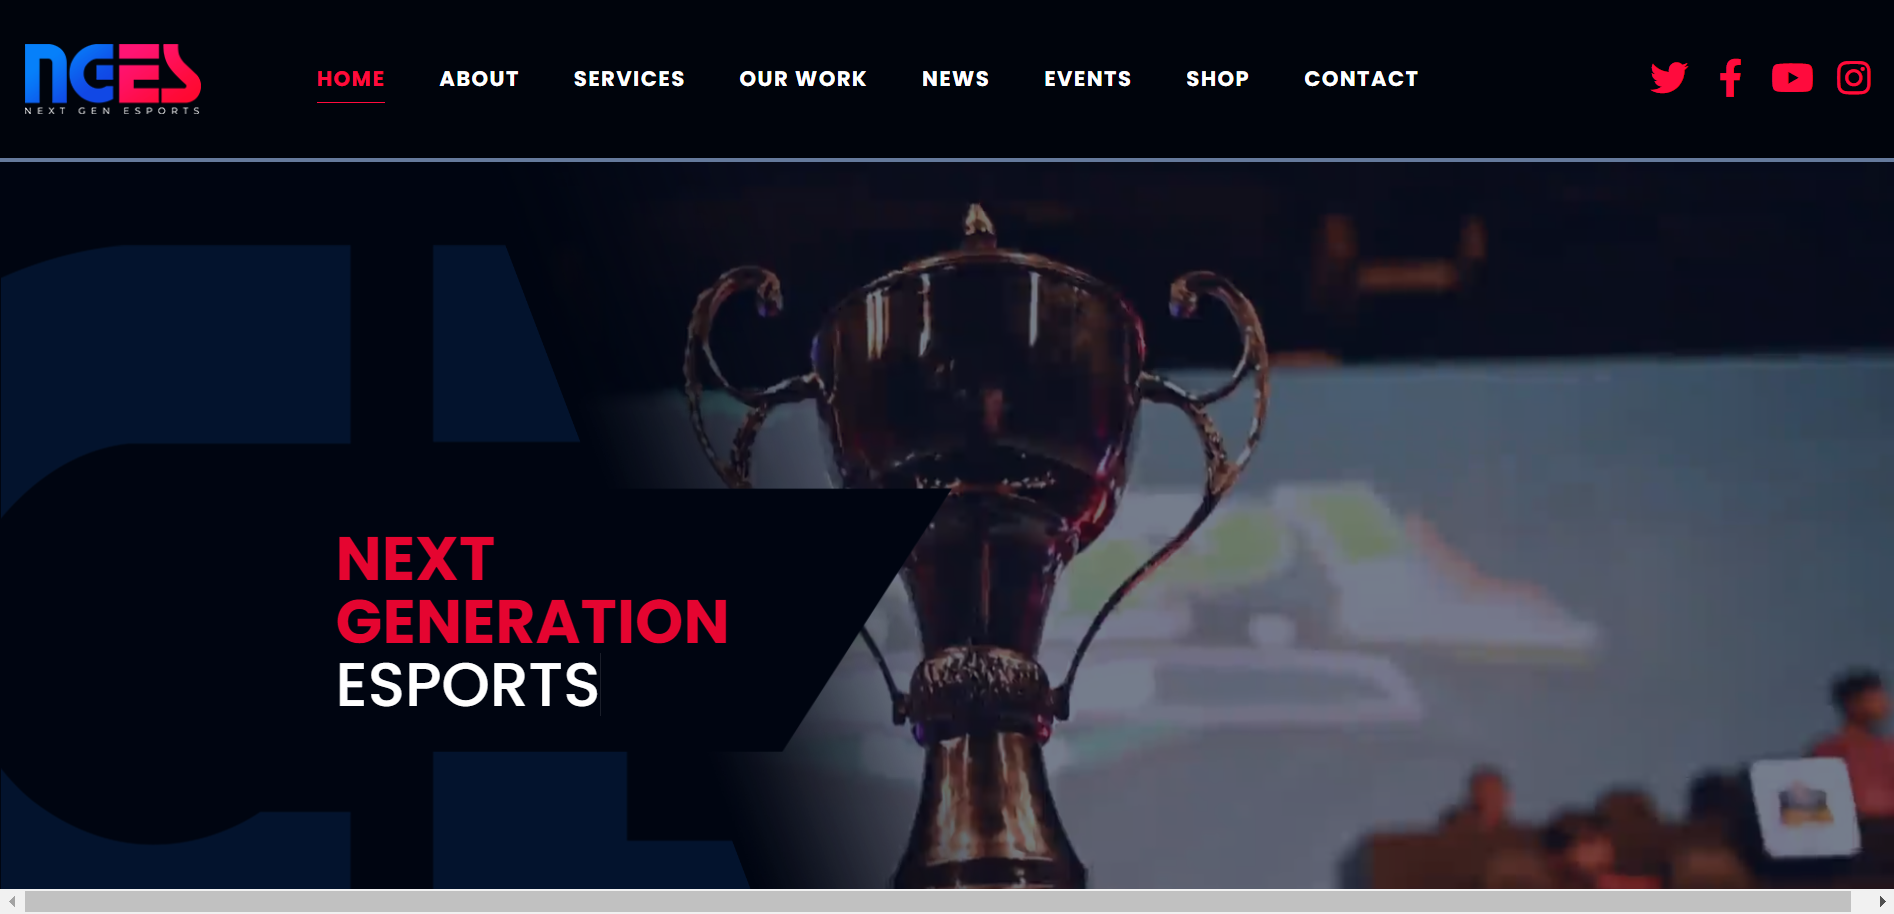 NGES
NEXT GEN ESPORTS
HOME ABOUT SERVICES OUR WORK NEWS EVENTS SHOP CONTACT
NEXT
GENERATION
ESPORTS